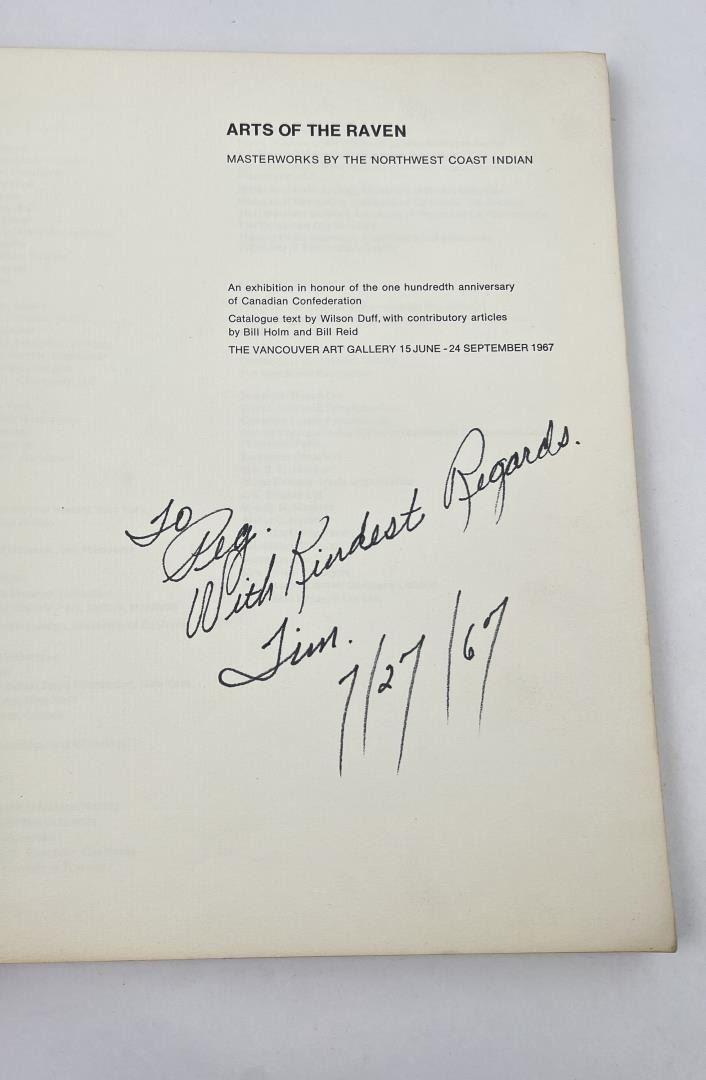 ARTS OF THE RAVEN
MASTERWORKS BY THE NORTHWEST COAST INDIAN
An exhibition in honour of the one hundredth anniversary
of Canadian Confederation
Catalogue text by Wilson Duff, with contributory articles
by Bill Holm and Bill Reid
THE VANCOUVER ART GALLERY 15 JUNE - 24 SEPTEMBER 1967
To
Peg.
With Kindest Regards.
Tim.
7/27/67